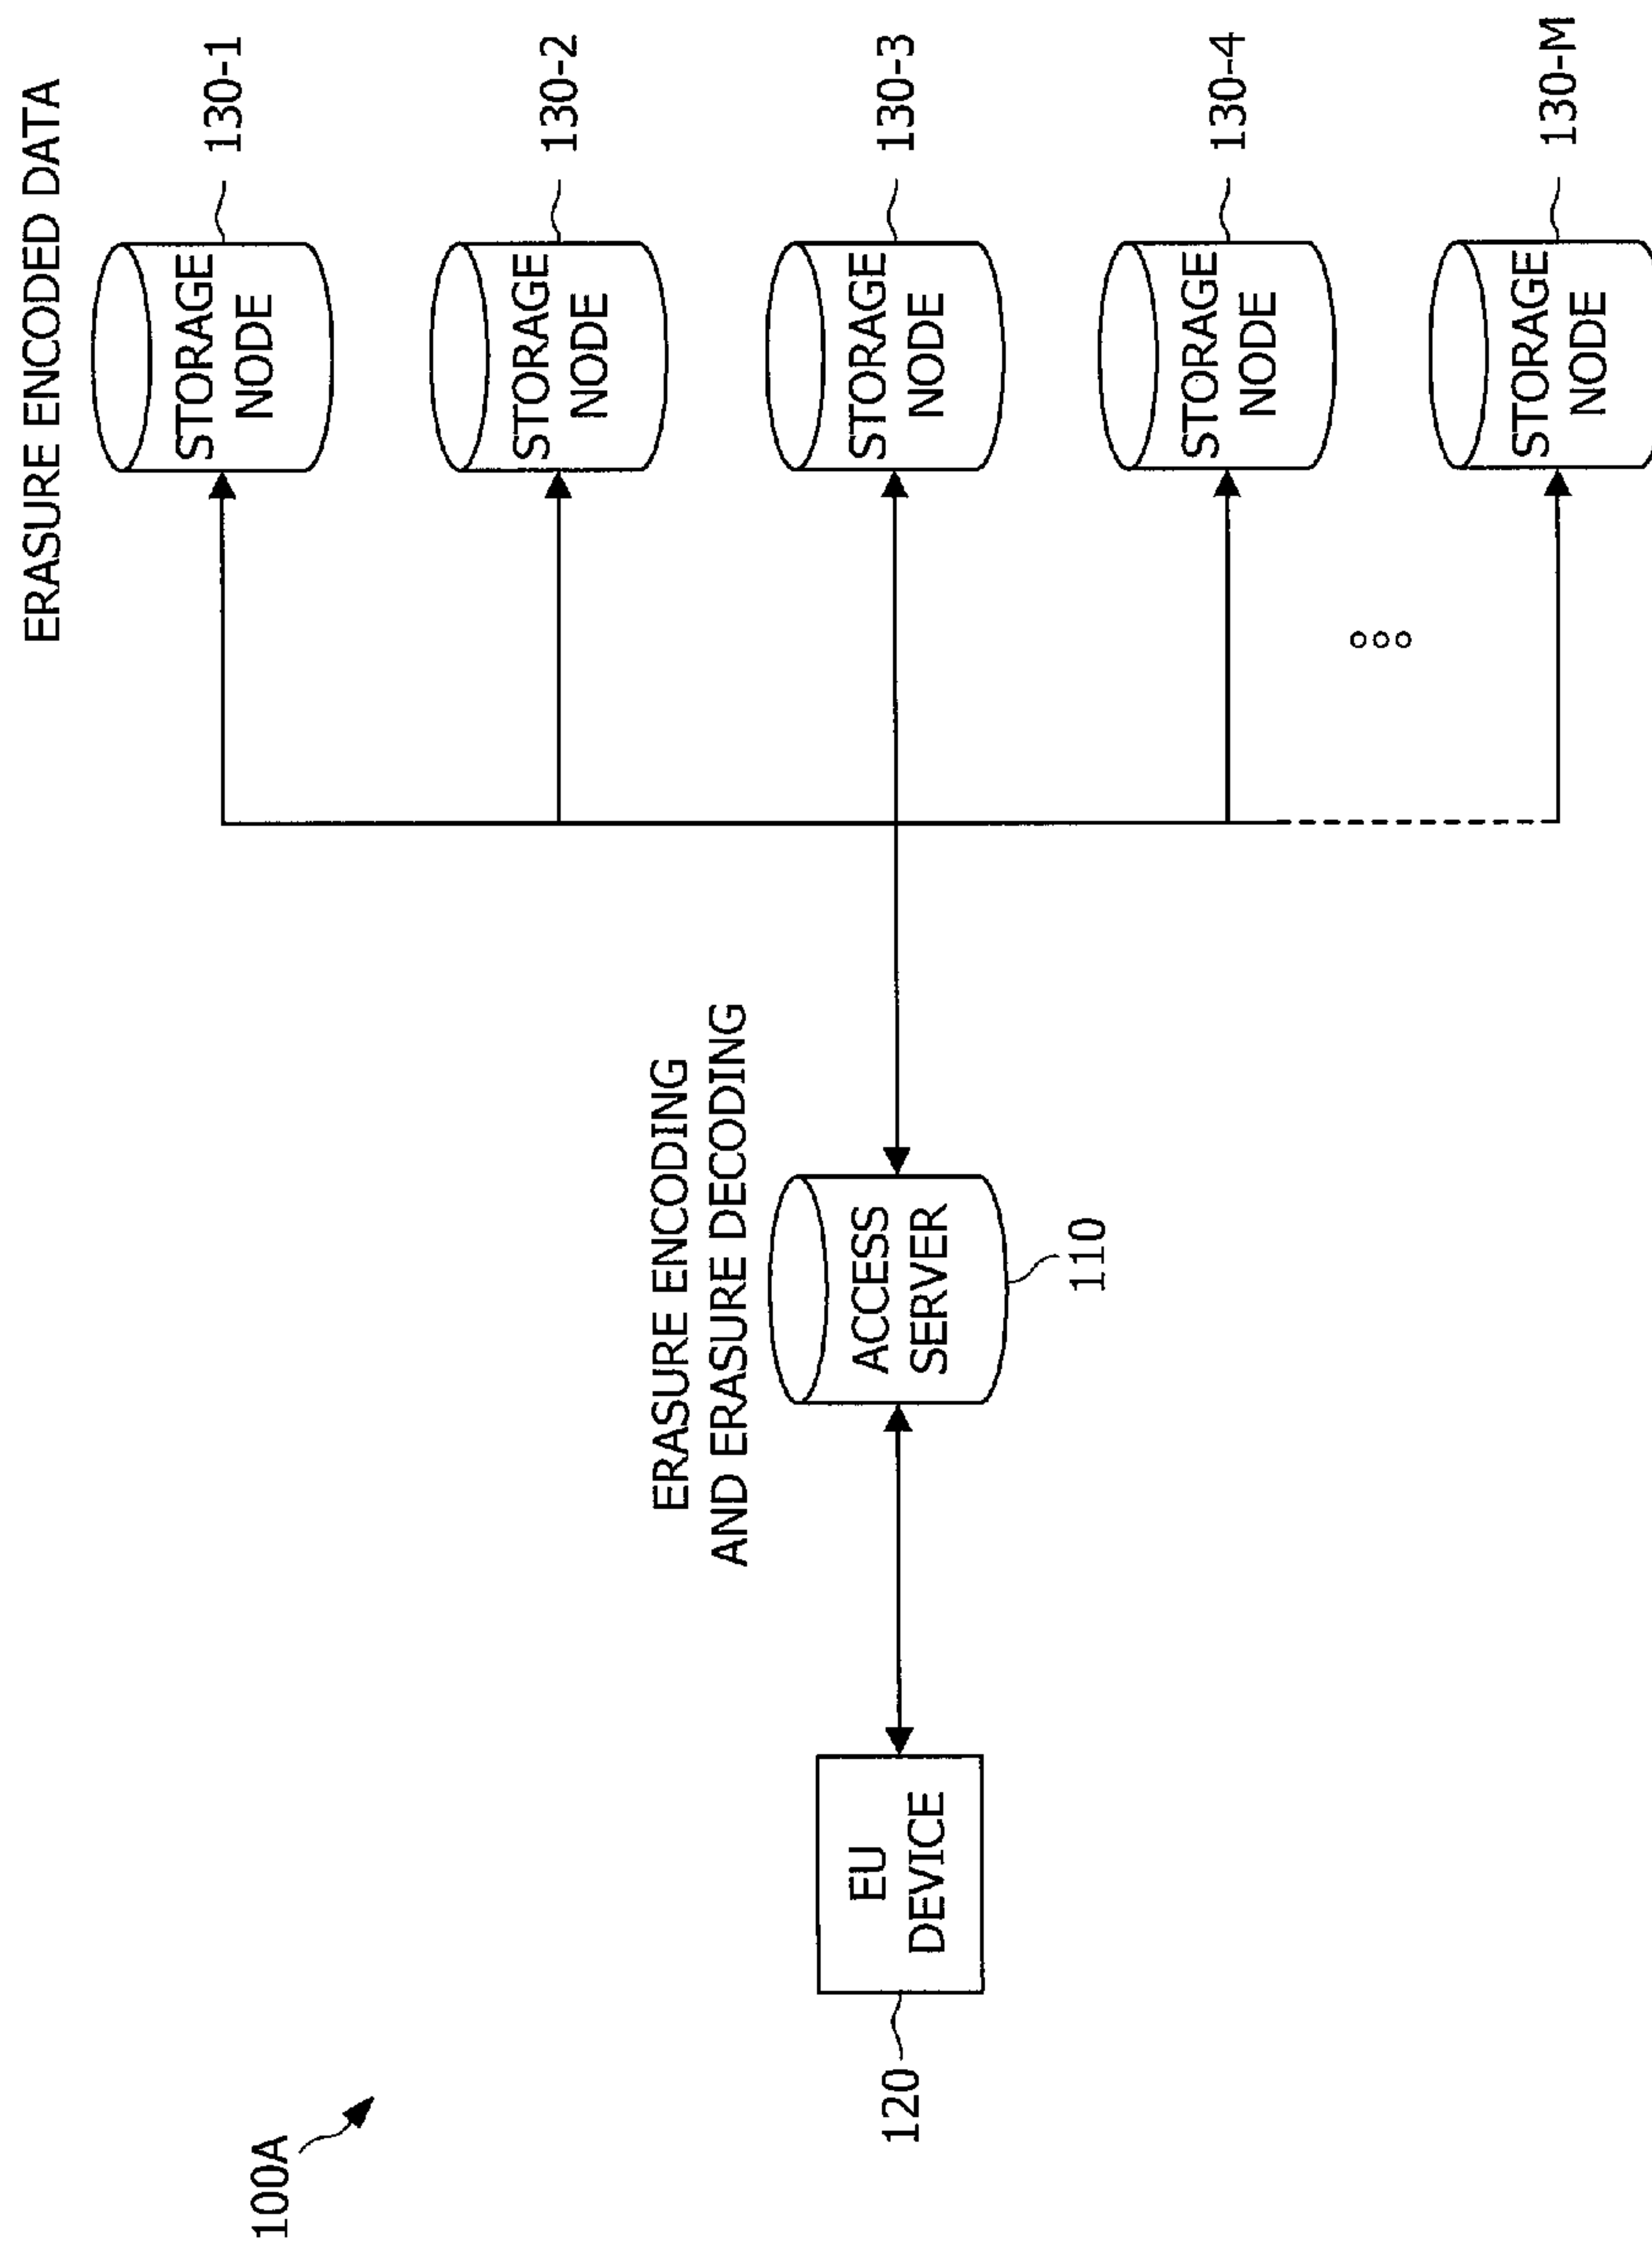 100A
ERASURE ENCODED DATA
STORAGE
NODE
130-1
STORAGE
NODE
130-2
ERASURE ENCODING
AND ERASURE DECODING
120
EU
DEVICE
ACCESS
SERVER
110
STORAGE
NODE
130-3
STORAGE
NODE
130-4
STORAGE
NODE
130-M